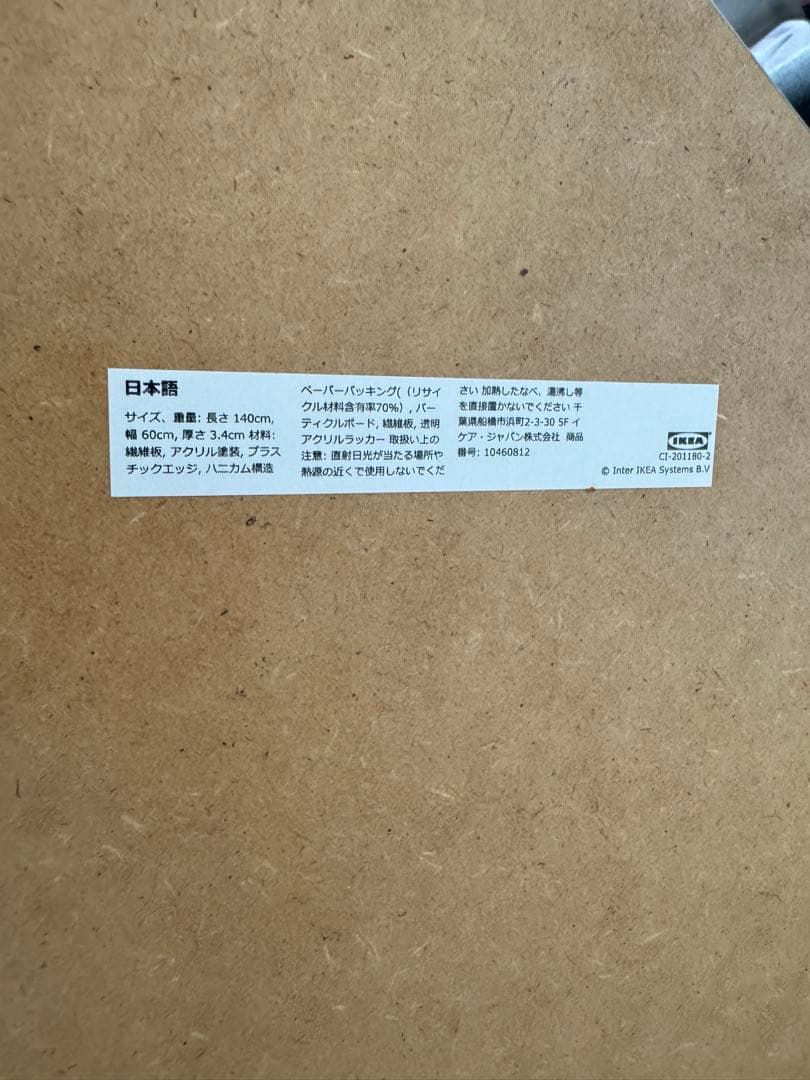 日本語
サイズ、重量: 長さ 140cm,
幅 60cm, 厚さ 3.4cm 材料:
繊維板, アクリル塗装, プラス
チックエッジ, ハニカム構造
ペーパーパッキング(（リサイ
クル材料含有率70%）, パー
ティクルボード, 繊維板, 透明
アクリルラッカー 取扱い上の
注意: 直射日光が当たる場所や
熱源の近くで使用しないでくだ
さい 加熱したなべ、湯沸し等
を直接置かないでください 千
葉県船橋市浜町2-3-30 5F イ
ケア・ジャパン株式会社 商品
番号: 10460812
IKEA
CI-201180-2
© Inter IKEA Systems B.V